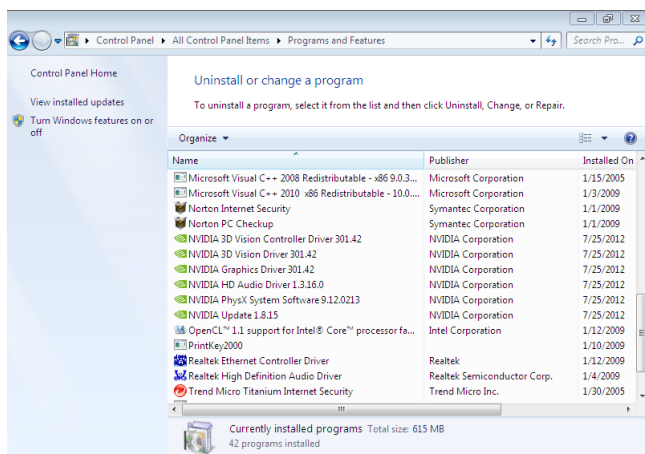 Control Panel ▸ All Control Panel Items ▸ Programs and Features
Search Pro...
Control Panel Home
View installed updates
Turn Windows features on or
off
Uninstall or change a program
To uninstall a program, select it from the list and then click Uninstall, Change, or Repair.
Organize
Name Publisher Installed On
Microsoft Visual C++ 2008 Redistributable - x86 9.0.3... Microsoft Corporation 1/15/2005
Microsoft Visual C++ 2010 x86 Redistributable - 10.0.... Microsoft Corporation 1/3/2009
Norton Internet Security Symantec Corporation 1/1/2009
Norton PC Checkup Symantec Corporation 1/1/2009
NVIDIA 3D Vision Controller Driver 301.42 NVIDIA Corporation 7/25/2012
NVIDIA 3D Vision Driver 301.42 NVIDIA Corporation 7/25/2012
NVIDIA Graphics Driver 301.42 NVIDIA Corporation 7/25/2012
NVIDIA HD Audio Driver 1.3.16.0 NVIDIA Corporation 7/25/2012
NVIDIA PhysX System Software 9.12.0213 NVIDIA Corporation 7/25/2012
NVIDIA Update 1.8.15 NVIDIA Corporation 7/25/2012
OpenCL™ 1.1 support for Intel® Core™ processor fa... Intel Corporation 1/12/2009
PrintKey2000 1/10/2009
Realtek Ethernet Controller Driver Realtek 1/12/2009
Realtek High Definition Audio Driver Realtek Semiconductor Corp. 1/4/2009
Trend Micro Titanium Internet Security Trend Micro Inc. 1/30/2005
Currently installed programs Total size: 615 MB
42 programs installed